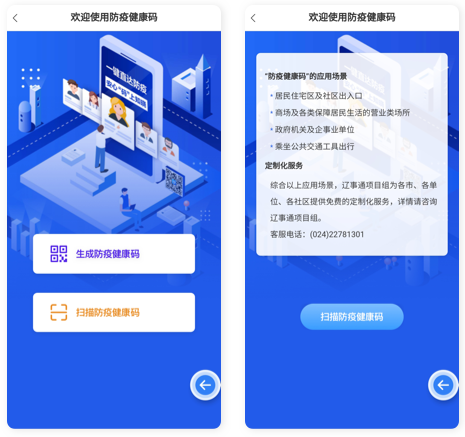 欢迎使用防疫健康码
一键直达防疫
安心“码”上知晓
生成防疫健康码
扫描防疫健康码
欢迎使用防疫健康码
“防疫健康码”的应用场景
• 居民住宅区及社区出入口
• 商场及各类保障居民生活的营业类场所
• 政府机关及企事业单位
• 乘坐公共交通工具出行
定制化服务
综合以上应用场景，辽事通项目组为各市、各单
位、各社区提供免费的定制化服务，详情请咨询
辽事通项目组。
客服电话：(024)22781301
扫描防疫健康码